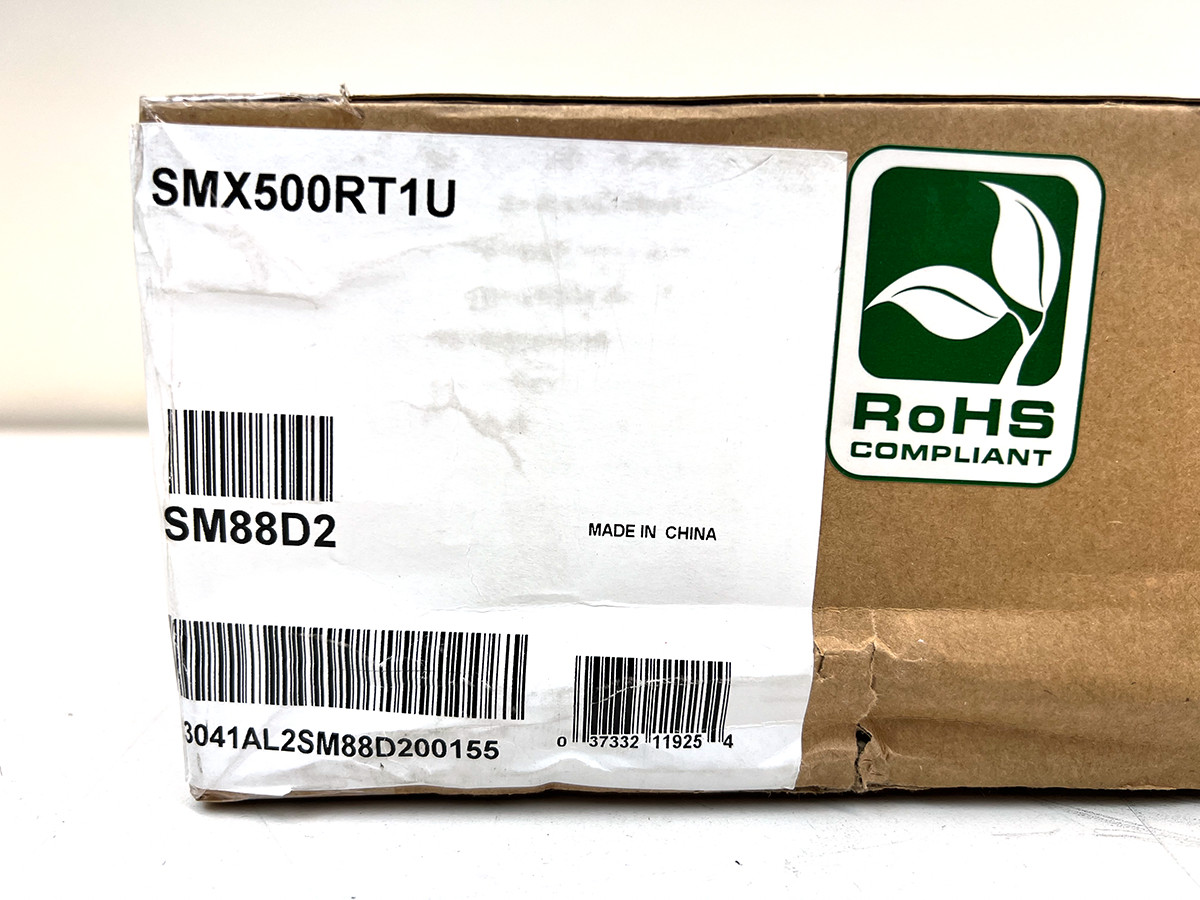 SMX500RT1U
SM88D2
MADE IN CHINA
3041AL2SM88D200155
0 37332 11925 4
RoHS
COMPLIANT